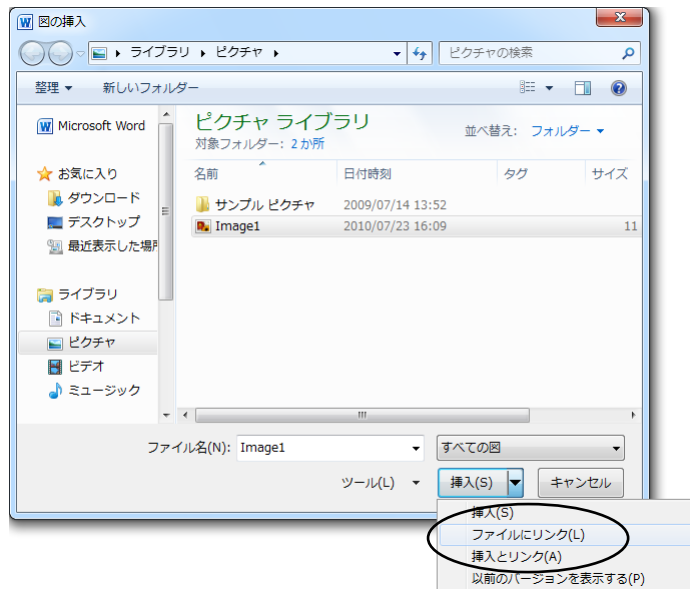 図の挿入
ライブラリ ▸ ピクチャ ▸
ピクチャの検索
整理 ▼ 新しいフォルダー
Microsoft Word
お気に入り
ダウンロード
デスクトップ
最近表示した場所
ライブラリ
ドキュメント
ピクチャ
ビデオ
ミュージック
ピクチャ ライブラリ
対象フォルダー: 2 か所
並べ替え: フォルダー ▼
名前 日付時刻 タグ サイズ
サンプル ピクチャ 2009/07/14 13:52
Image1 2010/07/23 16:09 11
ファイル名(N): Image1 すべての図
ツール(L) ▼ 挿入(S) ▼ キャンセル
挿入(S)
ファイルにリンク(L)
挿入とリンク(A)
以前のバージョンを表示する(P)